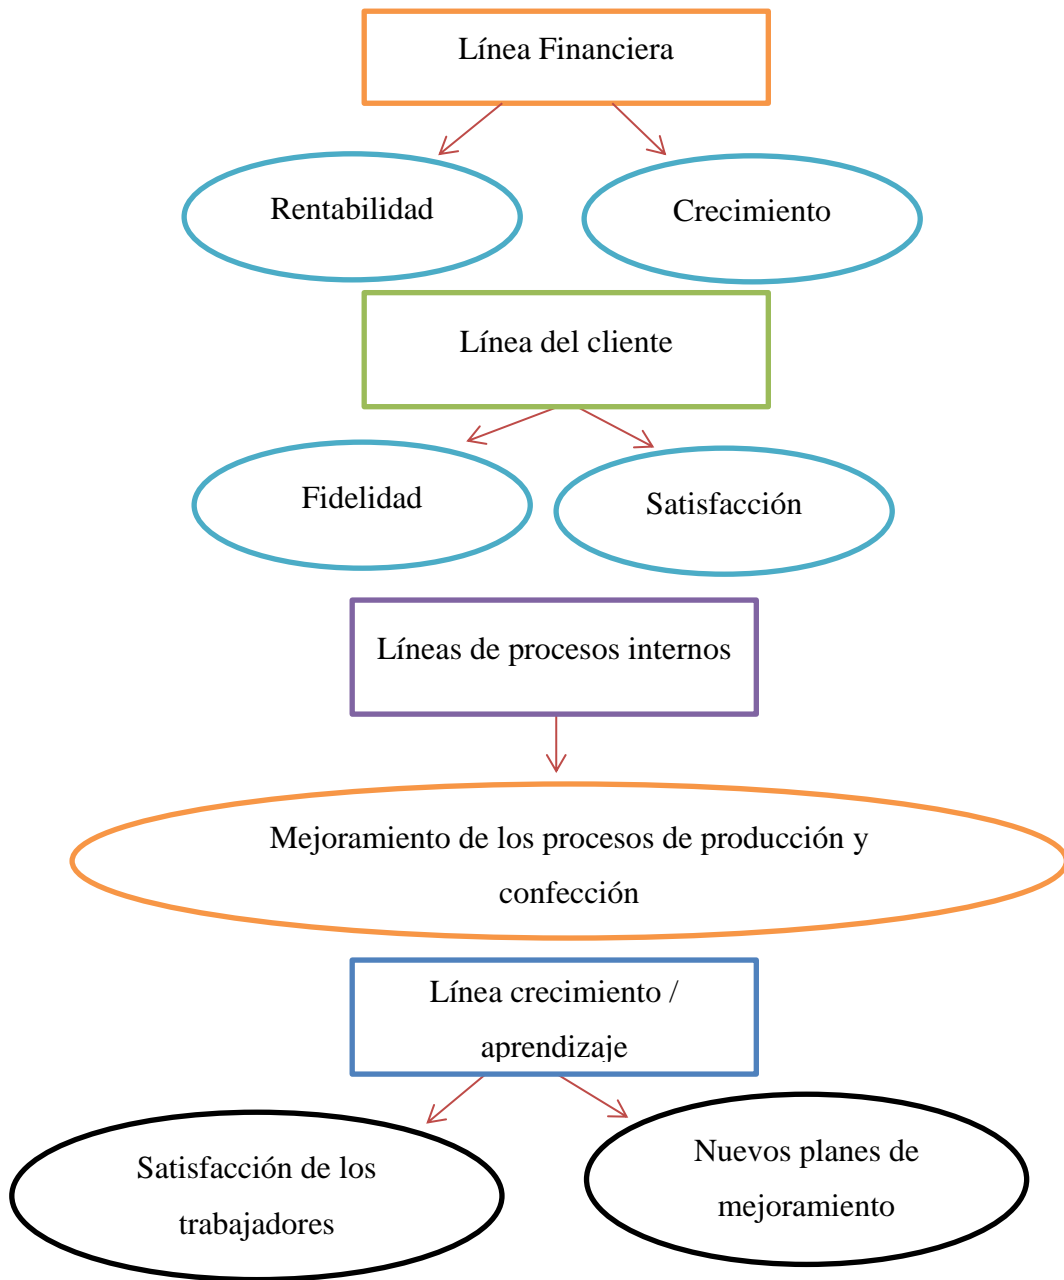 Línea Financiera
Rentabilidad
Crecimiento
Línea del cliente
Fidelidad
Satisfacción
Líneas de procesos internos
Mejoramiento de los procesos de producción y
confección
Línea crecimiento /
aprendizaje
Satisfacción de los
trabajadores
Nuevos planes de
mejoramiento